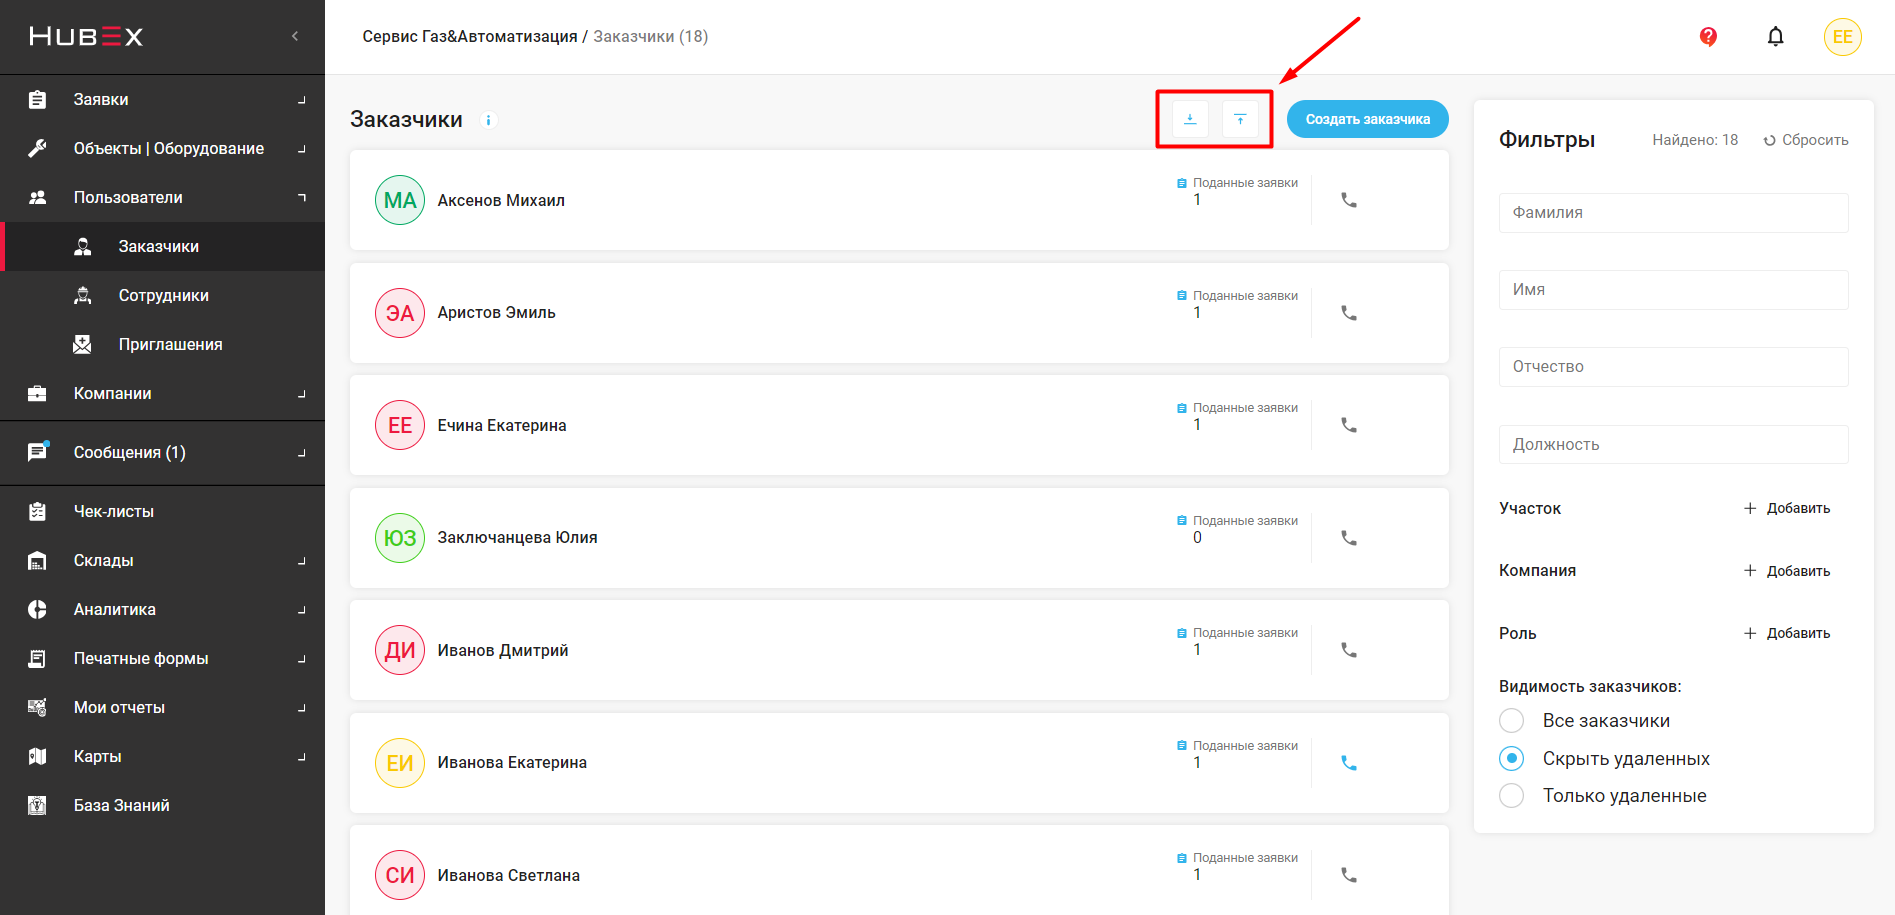 HUBEX
Сервис Газ&Автоматизация / Заказчики (18)
ЕЕ
Заявки
Объекты | Оборудование
Пользователи
Заказчики
Сотрудники
Приглашения
Компании
Сообщения (1)
Чек-листы
Склады
Аналитика
Печатные формы
Мои отчеты
Карты
База Знаний
Заказчики
Создать заказчика
МА
Аксенов Михаил
Поданные заявки
1
ЭА
Аристов Эмиль
Поданные заявки
1
ЕЕ
Ечина Екатерина
Поданные заявки
1
ЮЗ
Заключанцева Юлия
Поданные заявки
0
ДИ
Иванов Дмитрий
Поданные заявки
1
ЕИ
Иванова Екатерина
Поданные заявки
1
СИ
Иванова Светлана
Поданные заявки
1
Фильтры
Найдено: 18
Сбросить
Фамилия
Имя
Отчество
Должность
Участок
Добавить
Компания
Добавить
Роль
Добавить
Видимость заказчиков:
Все заказчики
Скрыть удаленных
Только удаленные